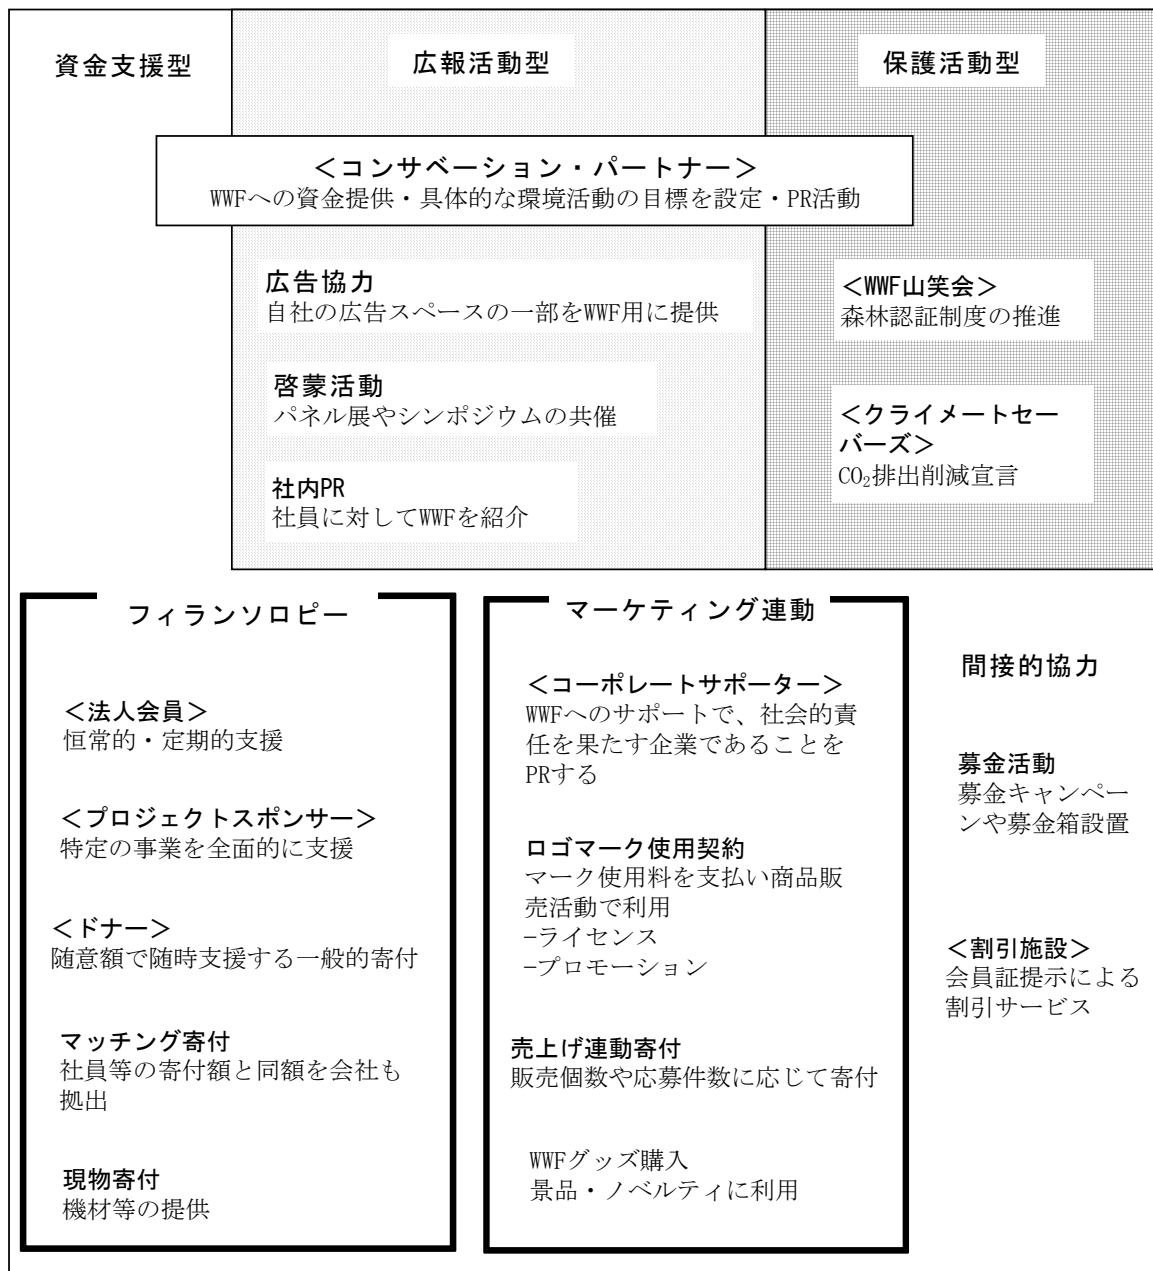 資金支援型
広報活動型
保護活動型
＜コンサベーション・パートナー＞
WWFへの資金提供・具体的な環境活動の目標を設定・PR活動
広告協力
自社の広告スペースの一部をWWF用に提供
啓蒙活動
パネル展やシンポジウムの共催
社内PR
社員に対してWWFを紹介
＜WWF山笑会＞
森林認証制度の推進
＜クライメートセー
バーズ＞
CO₂排出削減宣言
フィランソロピー
＜法人会員＞
恒常的・定期的支援
＜プロジェクトスポンサー＞
特定の事業を全面的に支援
＜ドナー＞
随意額で随時支援する一般的寄付
マッチング寄付
社員等の寄付額と同額を会社も
拠出
現物寄付
機材等の提供
マーケティング連動
＜コーポレートサポーター＞
WWFへのサポートで、社会的責
任を果たす企業であることを
PRする
ロゴマーク使用契約
マーク使用料を支払い商品販
売活動で利用
−ライセンス
−プロモーション
売上げ連動寄付
販売個数や応募件数に応じて寄付
WWFグッズ購入
景品・ノベルティに利用
間接的協力
募金活動
募金キャンペー
ンや募金箱設置
＜割引施設＞
会員証提示による
割引サービス